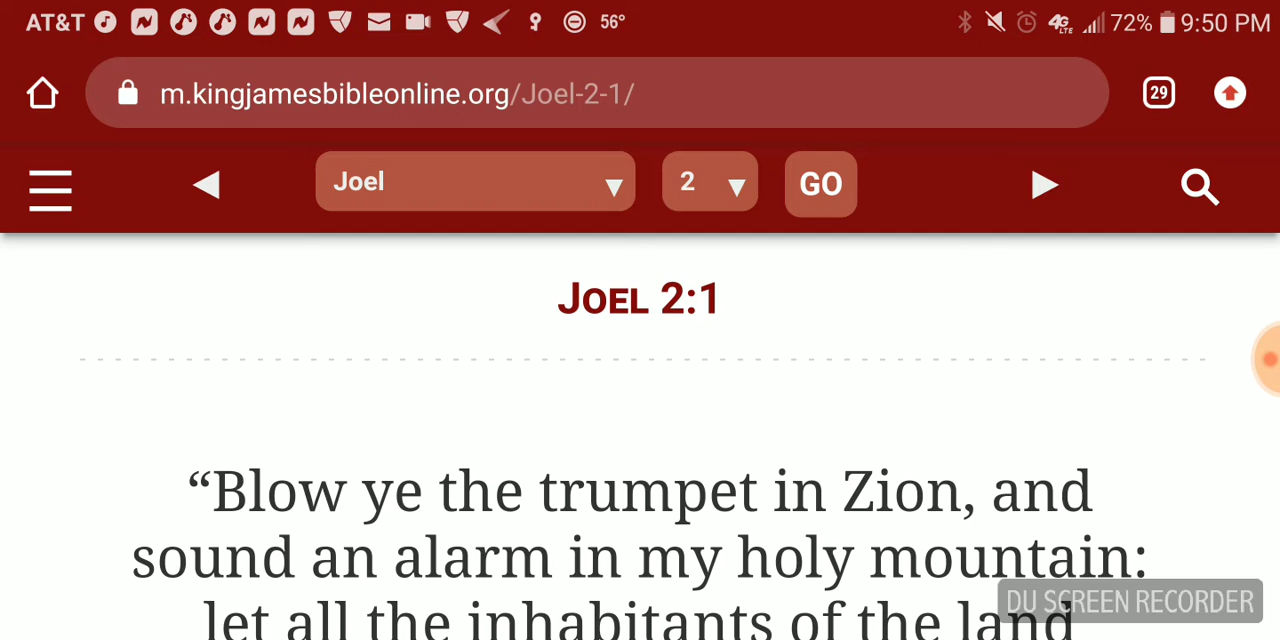 AT&T 56° 4G LTE 72% 9:50 PM
m.kingjamesbibleonline.org/Joel-2-1/ 29
Joel 2 GO
JOEL 2:1
“Blow ye the trumpet in Zion, and
sound an alarm in my holy mountain:
let all the inhabitants of the land
DU SCREEN RECORDER